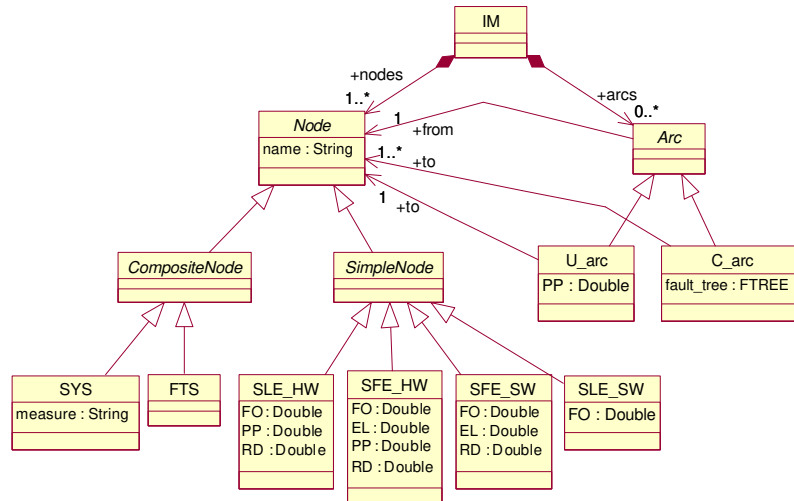 IM
+nodes
1..*
+arcs
0..*
Node
name : String
1
+from
1..*
+to
1
+to
Arc
CompositeNode
SimpleNode
U_arc
PP : Double
C_arc
fault_tree : FTREE
SYS
measure : String
FTS
SLE_HW
FO : Double
PP : Double
RD : Double
SFE_HW
FO : Double
EL : Double
PP : Double
RD : Double
SFE_SW
FO : Double
EL : Double
RD : Double
SLE_SW
FO : Double